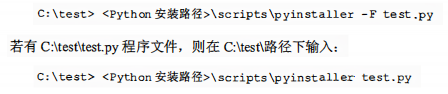 C:\test> <Python 安装路径>\scripts\pyinstaller -F test.py
若有 C:\test\test.py 程序文件，则在 C:\test\路径下输入：
C:\test> <Python 安装路径>\scripts\pyinstaller test.py